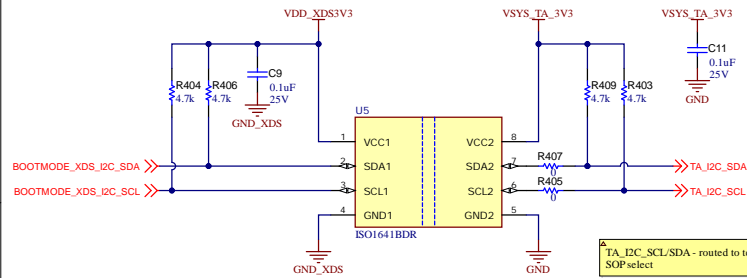 VDD_XDS3V3
VSYS_TA_3V3
VSYS_TA_3V3
R404
4.7k
R406
4.7k
C9
0.1uF
25V
GND_XDS
R409
4.7k
R403
4.7k
C11
0.1uF
25V
GND
U5
1
VCC1
VCC2
8
BOOTMODE_XDS_I2C_SDA
2
SDA1
SDA2
7
R407
0
TA_I2C_SDA
BOOTMODE_XDS_I2C_SCL
3
SCL1
SCL2
6
R405
0
TA_I2C_SCL
4
GND1
GND2
5
ISO1641BDR
GND_XDS
GND
TA_I2C_SCL/SDA - routed to
SOP select